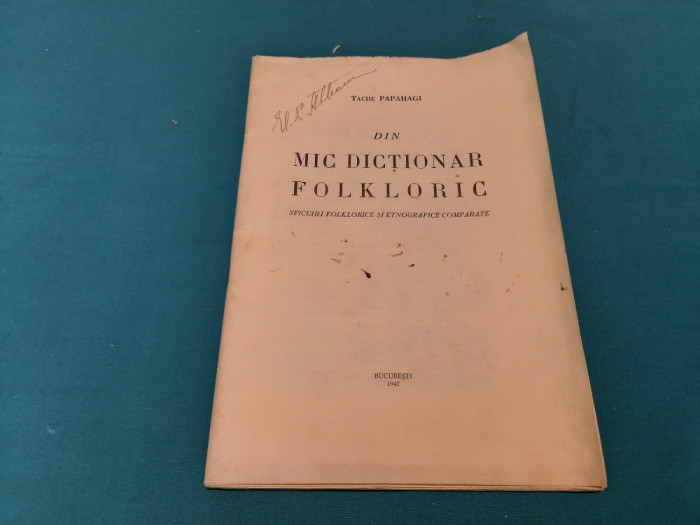 Tache PAPAHAGI
DIN
MIC DICȚIONAR
FOLKLORIC
SPICUIRI FOLKLORICE ȘI ETNOGRAFICE COMPARATE
BUCUREȘTI
1947